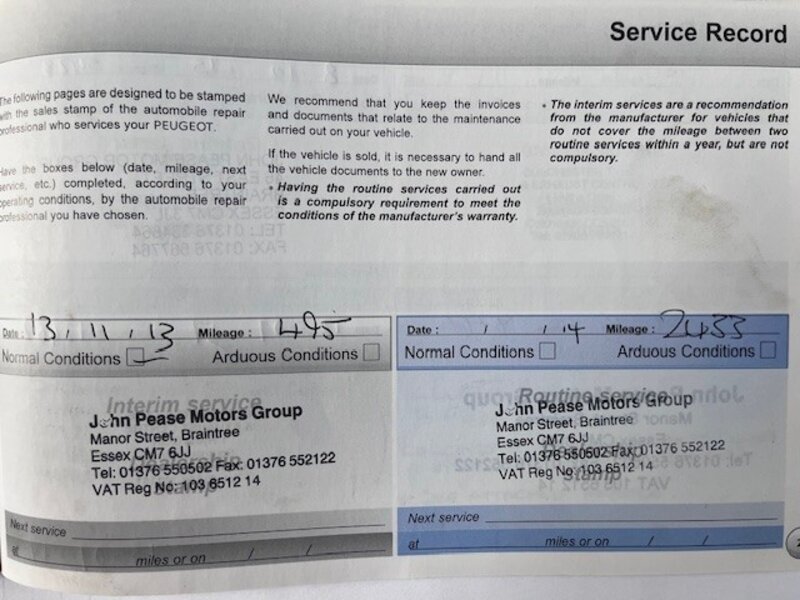 Service Record
The following pages are designed to be stamped
with the sales stamp of the automobile repair
professional who services your PEUGEOT.
Have the boxes below (date, mileage, next
service, etc.) completed, according to your
operating conditions, by the automobile repair
professional you have chosen.
We recommend that you keep the invoices
and documents that relate to the maintenance
carried out on your vehicle.
If the vehicle is sold, it is necessary to hand all
the vehicle documents to the new owner.
• Having the routine services carried out
is a compulsory requirement to meet the
conditions of the manufacturer's warranty.
• The interim services are a recommendation
from the manufacturer for vehicles that
do not cover the mileage between two
routine services within a year, but are not
compulsory.
Date: 13 / 11 / 13 Mileage: 495
Normal Conditions Arduous Conditions
Interim service
John Pease Motors Group
Manor Street, Braintree
Essex CM7 6JJ
Tel: 01376 550502 Fax: 01376 552122
VAT Reg No: 103 6512 14
stamp
Next service
at miles or on / /
Date: / / 14 Mileage: 2433
Normal Conditions Arduous Conditions
Routine service
John Pease Motors Group
Manor Street, Braintree
Essex CM7 6JJ
Tel: 01376 550502 Fax: 01376 552122
VAT Reg No: 103 6512 14
stamp
Next service
at miles or on / /